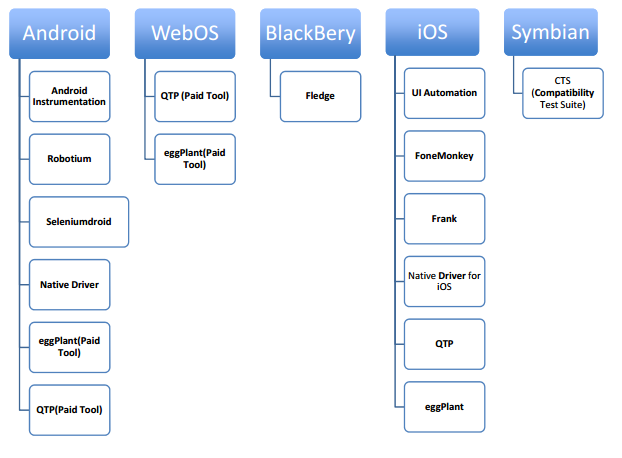 Android
Android
Instrumentation
Robotium
Seleniumdroid
Native Driver
eggPlant(Paid
Tool)
QTP(Paid Tool)
WebOS
QTP (Paid Tool)
eggPlant(Paid
Tool)
BlackBery
Fledge
iOS
UI Automation
FoneMonkey
Frank
Native Driver for
iOS
QTP
eggPlant
Symbian
CTS
(Compatibility
Test Suite)